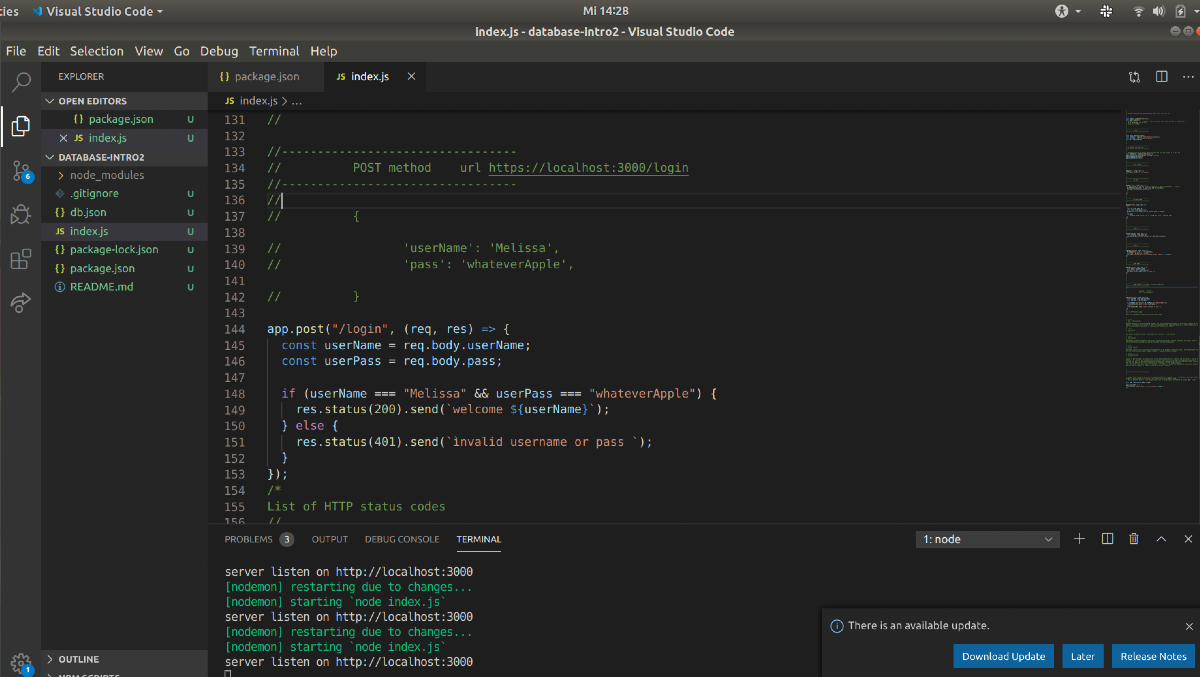 ties Visual Studio Code Mi 14:28
index.js - database-intro2 - Visual Studio Code
File Edit Selection View Go Debug Terminal Help
EXPLORER
OPEN EDITORS
{} package.json U
JS index.js U
DATABASE-INTRO2
node_modules
.gitignore U
{} db.json U
JS index.js U
{} package-lock.json U
{} package.json U
README.md U
OUTLINE
NPM SCRIPTS
6
1
{} package.json JS index.js
JS index.js > ...
131 //
132
133 //---------------------------------
134 // POST method url https://localhost:3000/login
135 //---------------------------------
136 //
137 // {
138
139 // 'userName': 'Melissa',
140 // 'pass': 'whateverApple',
141
142 // }
143
144 app.post("/login", (req, res) => {
145 const userName = req.body.userName;
146 const userPass = req.body.pass;
147
148 if (userName === "Melissa" && userPass === "whateverApple") {
149 res.status(200).send(`welcome ${userName}`);
150 } else {
151 res.status(401).send(`invalid username or pass `);
152 }
153 });
154 /*
155 List of HTTP status codes
156 //
PROBLEMS 3 OUTPUT DEBUG CONSOLE TERMINAL 1: node
server listen on http://localhost:3000
[nodemon] restarting due to changes...
[nodemon] starting `node index.js`
server listen on http://localhost:3000
[nodemon] restarting due to changes...
[nodemon] starting `node index.js`
server listen on http://localhost:3000
There is an available update.
Download Update Later Release Notes